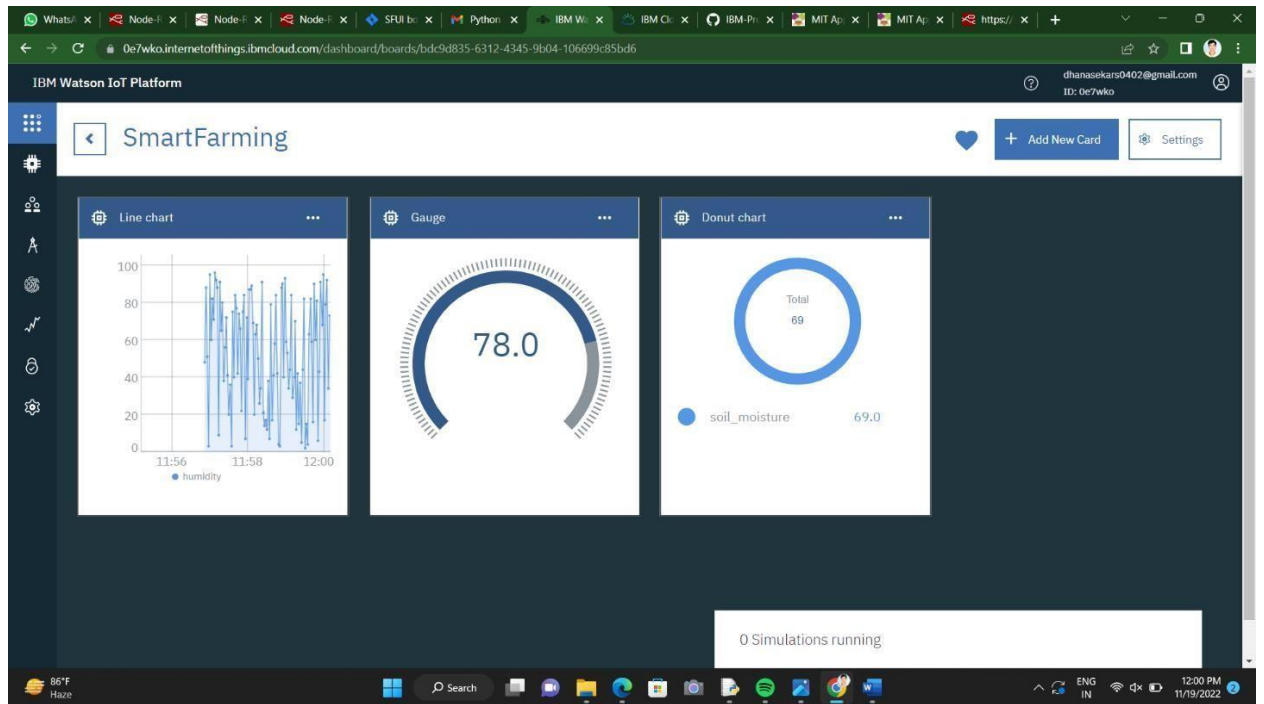 WhatsA Node-R Node-R Node-R SFUI bo Python IBM Wa IBM Clo IBM-Pro MIT Ap MIT Ap https://
0e7wko.internetofthings.ibmcloud.com/dashboard/boards/bdc9d835-6312-4345-9b04-106699c85bd6
IBM Watson IoT Platform
dhanasekars0402@gmail.com
ID: 0e7wko
SmartFarming
+ Add New Card
Settings
Line chart
Gauge
Donut chart
100
80
60
40
20
0
11:56 11:58 12:00
humidity
78.0
Total
69
soil_moisture 69.0
0 Simulations running
86°F
Haze
Search
ENG
IN
12:00 PM
11/19/2022
2